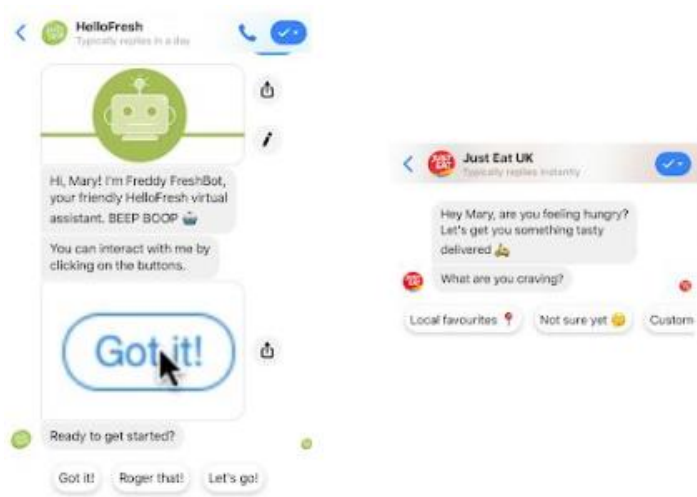 HelloFresh
Typically replies in a day
Hi, Mary! I'm Freddy FreshBot,
your friendly HelloFresh virtual
assistant. BEEP BOOP 🤖
You can interact with me by
clicking on the buttons.
Got it!
Ready to get started?
Got it!
Roger that!
Let's go!
JUST EAT
Just Eat UK
Typically replies instantly
Hey Mary, are you feeling hungry?
Let's get you something tasty
delivered 🛵
What are you craving?
Local favourites 📍
Not sure yet 😋
Custom